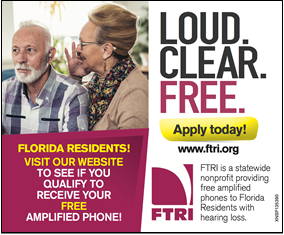 LOUD.
CLEAR.
FREE.
Apply today!
www.ftri.org
FLORIDA RESIDENTS!
VISIT OUR WEBSITE
TO SEE IF YOU
QUALIFY TO
RECEIVE YOUR
FREE
AMPLIFIED PHONE!
FTRI
FTRI is a statewide
nonprofit providing
free amplified
phones to Florida
Residents with
hearing loss.